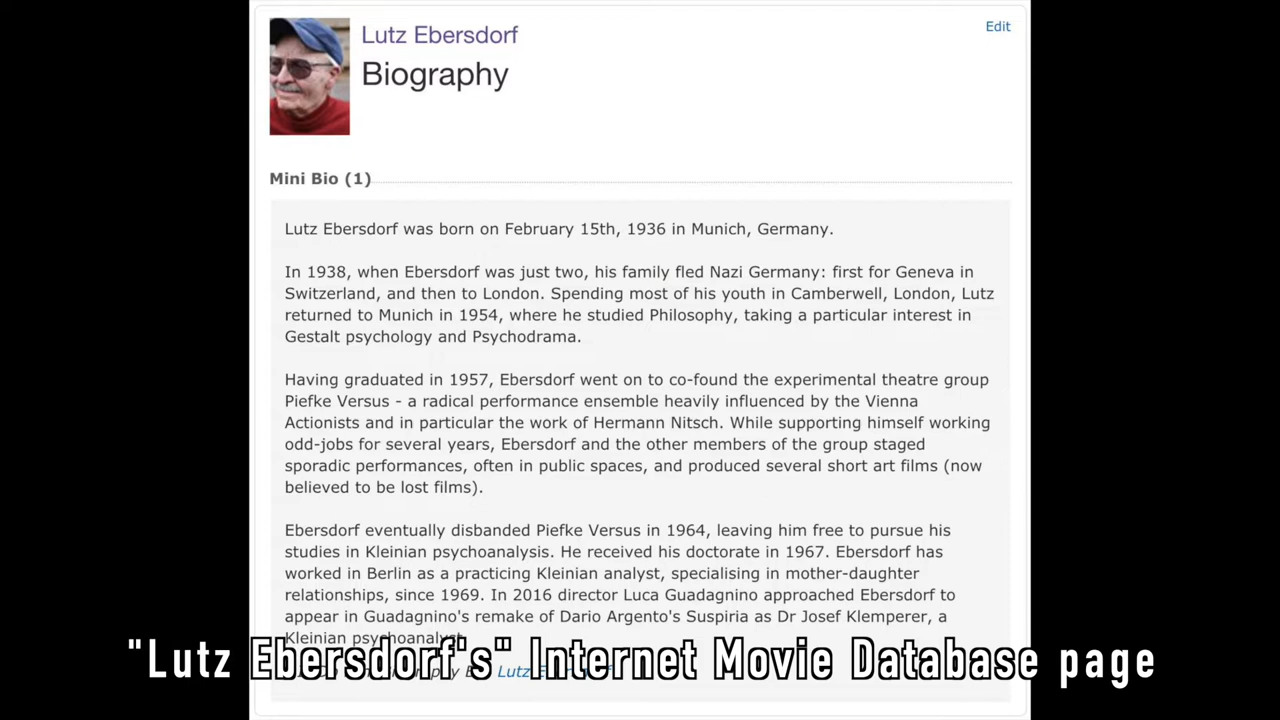 Lutz Ebersdorf
Edit
Biography
Mini Bio (1)
Lutz Ebersdorf was born on February 15th, 1936 in Munich, Germany.
In 1938, when Ebersdorf was just two, his family fled Nazi Germany: first for Geneva in
Switzerland, and then to London. Spending most of his youth in Camberwell, London, Lutz
returned to Munich in 1954, where he studied Philosophy, taking a particular interest in
Gestalt psychology and Psychodrama.
Having graduated in 1957, Ebersdorf went on to co-found the experimental theatre group
Piefke Versus - a radical performance ensemble heavily influenced by the Vienna
Actionists and in particular the work of Hermann Nitsch. While supporting himself working
odd-jobs for several years, Ebersdorf and the other members of the group staged
sporadic performances, often in public spaces, and produced several short art films (now
believed to be lost films).
Ebersdorf eventually disbanded Piefke Versus in 1964, leaving him free to pursue his
studies in Kleinian psychoanalysis. He received his doctorate in 1967. Ebersdorf has
worked in Berlin as a practicing Kleinian analyst, specialising in mother-daughter
relationships, since 1969. In 2016 director Luca Guadagnino approached Ebersdorf to
appear in Guadagnino's remake of Dario Argento's Suspiria as Dr Josef Klemperer, a
Kleinian psychoanalyst.
Lutz
"Lutz Ebersdorf's" Internet Movie Database page